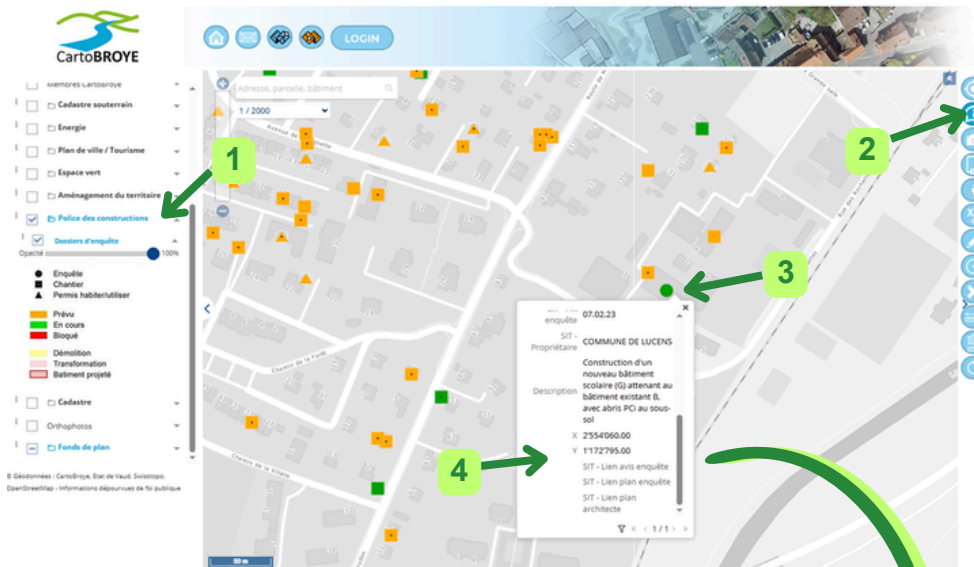 CartoBROYE
LOGIN
Mémoires CartoBroye
Cadastre souterrain
Energie
Plan de ville / Tourisme
Espace vert
Aménagement du territoire
Police des constructions
Dossiers d'enquête
Opacité
100%
Enquête
Chantier
Permis habiter/utiliser
Prévu
En cours
Bloqué
Démolition
Transformation
Batiment projeté
Cadastre
Orthophotos
Fonds de plan
© Géodonnées : CartoBroye, Etat de Vaud, Swisstopo,
OpenStreetMap - Informations dépourvues de foi publique
Adresse, parcelle, bâtiment
1 / 2000
1
2
3
4
Chemin de la Forêt
Chemin de la Vilaire
50 m
enquête 07.02.23
SIT -
Propriétaire COMMUNE DE LUCENS
Construction d'un
nouveau bâtiment
scolaire (G) attenant au
Description bâtiment existant B,
avec abris PCi au sous-
sol
X 2'554'060.00
Y 1'172'795.00
SIT - Lien avis enquête
SIT - Lien plan enquête
SIT - Lien plan
architecte
« < 1 / 1 > »